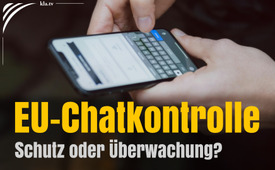 kla.tv
EU-Chatkontrolle
Schutz oder Überwachung?